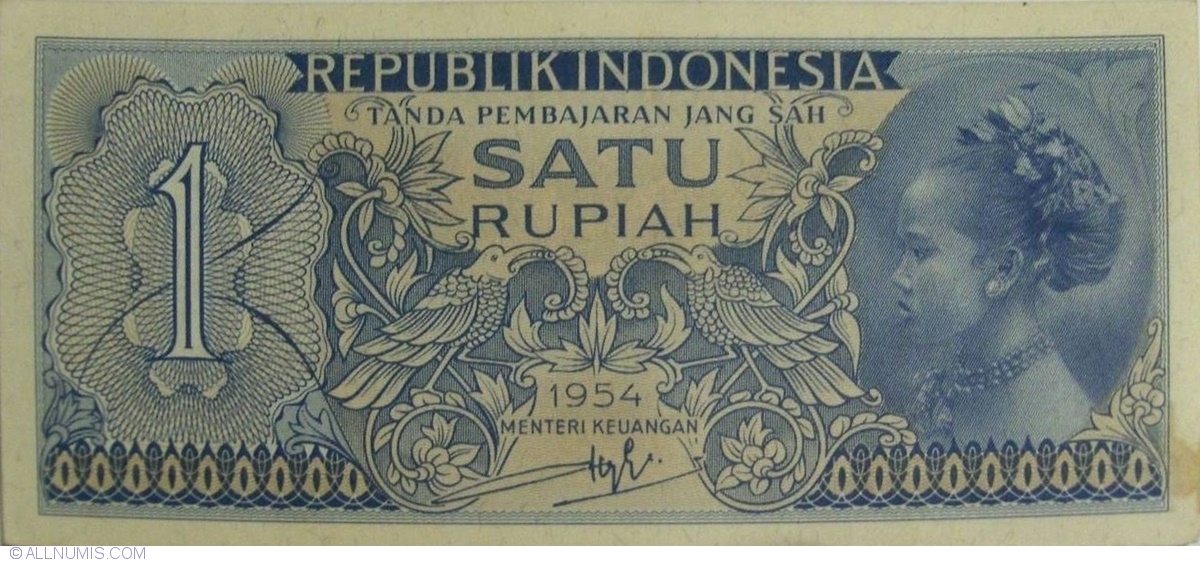 REPUBLIK INDONESIA
TANDA PEMBAJARAN JANG SAH
SATU
RUPIAH
1
1954
MENTERI KEUANGAN
©ALLNUMIS.COM